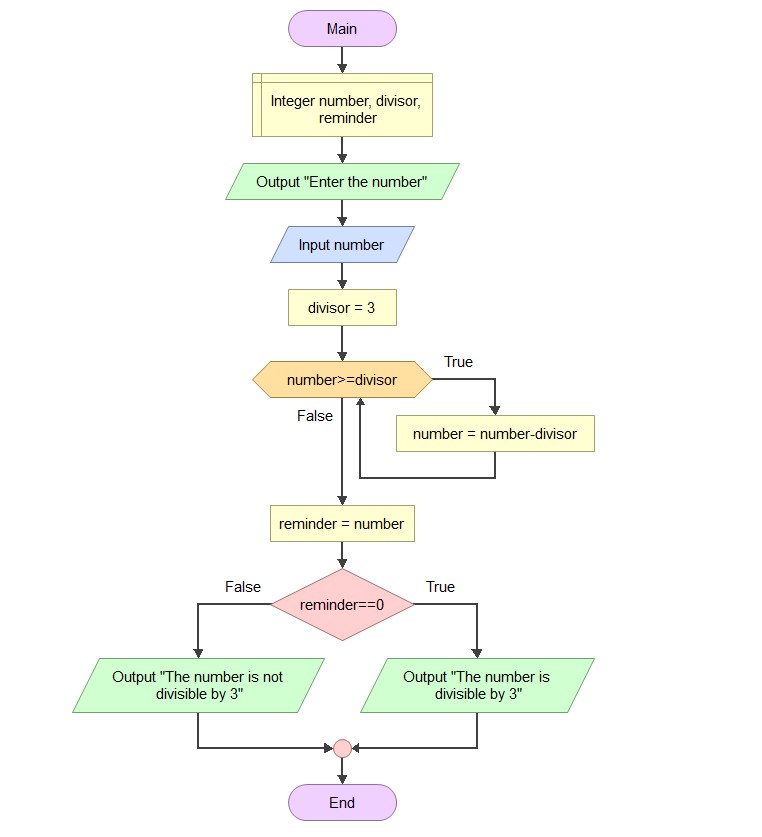 Main
Integer number, divisor,
reminder
Output "Enter the number"
Input number
divisor = 3
number>=divisor
True
False
number = number-divisor
reminder = number
False
True
reminder==0
Output "The number is not
divisible by 3"
Output "The number is
divisible by 3"
End